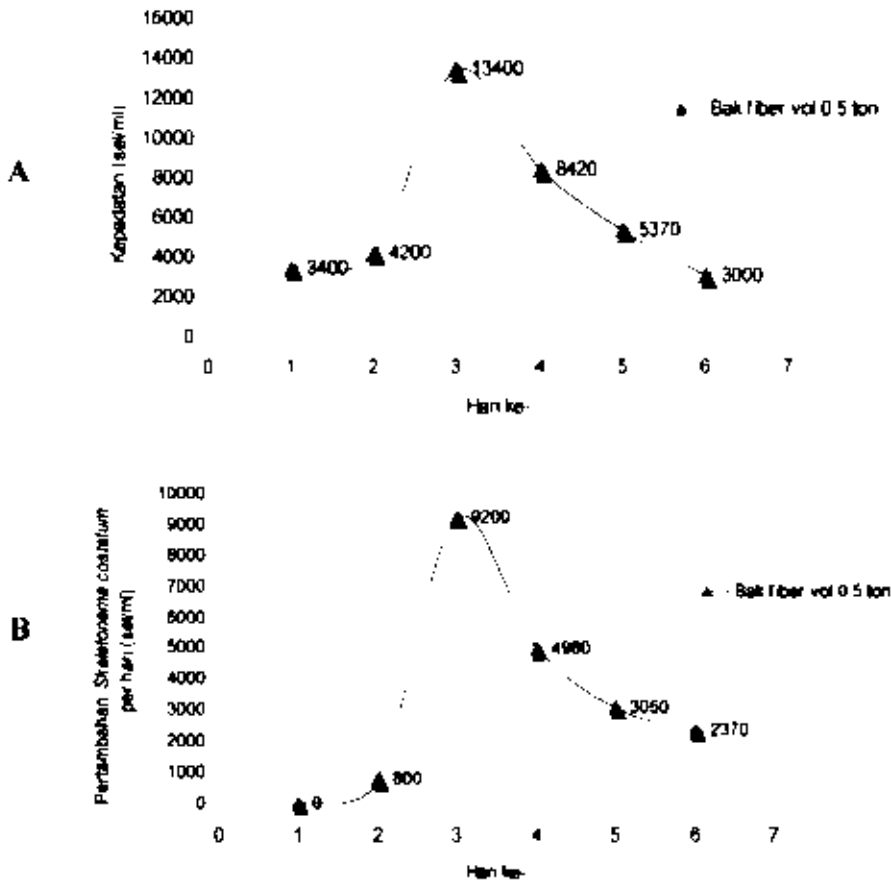 A
Kepadatan (sel/ml)
16000
14000
12000
10000
8000
6000
4000
2000
0
3400
4200
13400
8420
5370
3000
Bak fiber vol 0.5 ton
0 1 2 3 4 5 6 7
Hari ke-
B
Pertambahan Skeletonema costatum
per hari (sel/ml)
10000
9000
8000
7000
6000
5000
4000
3000
2000
1000
0
0
800
9200
4980
3050
2370
Bak fiber vol 0.5 ton
0 1 2 3 4 5 6 7
Hari ke-